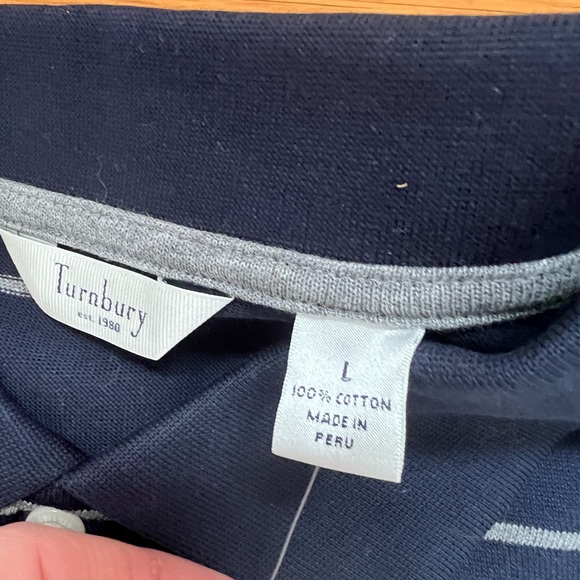 Turnbury
est. 1980
L
100% COTTON
MADE IN
PERU